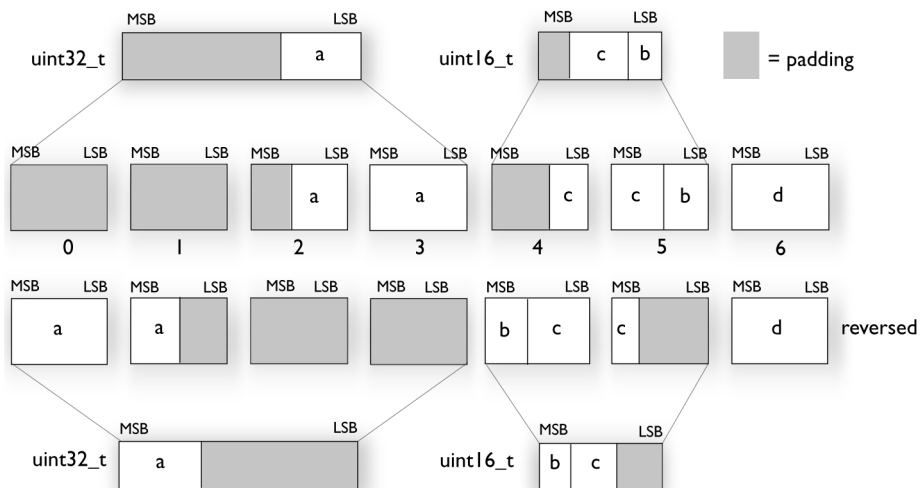 MSB LSB MSB LSB
uint32_t a uint16_t c b = padding
MSB LSB MSB LSB MSB LSB MSB LSB MSB LSB MSB LSB MSB LSB
a a c c b d
0 1 2 3 4 5 6
MSB LSB MSB LSB MSB LSB MSB LSB MSB LSB MSB LSB MSB LSB
a a b c c d reversed
MSB LSB MSB LSB
uint32_t a uint16_t b c